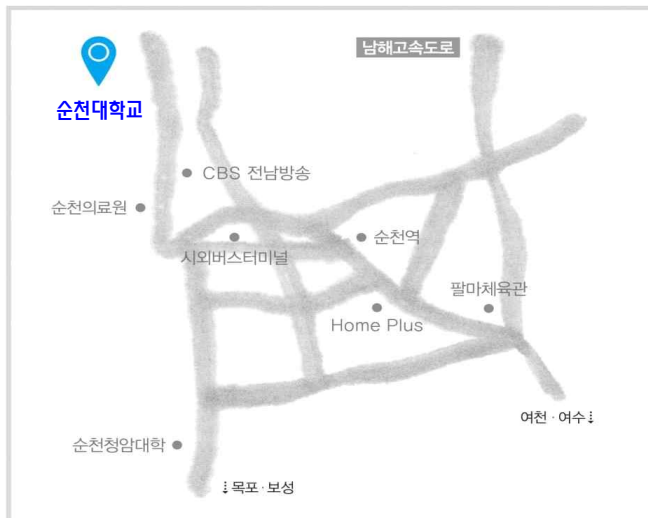 남해고속도로
순천대학교
CBS 전남방송
순천의료원
순천역
시외버스터미널
팔마체육관
Home Plus
여천 · 여수⇣
순천청암대학
⇣목포 · 보성